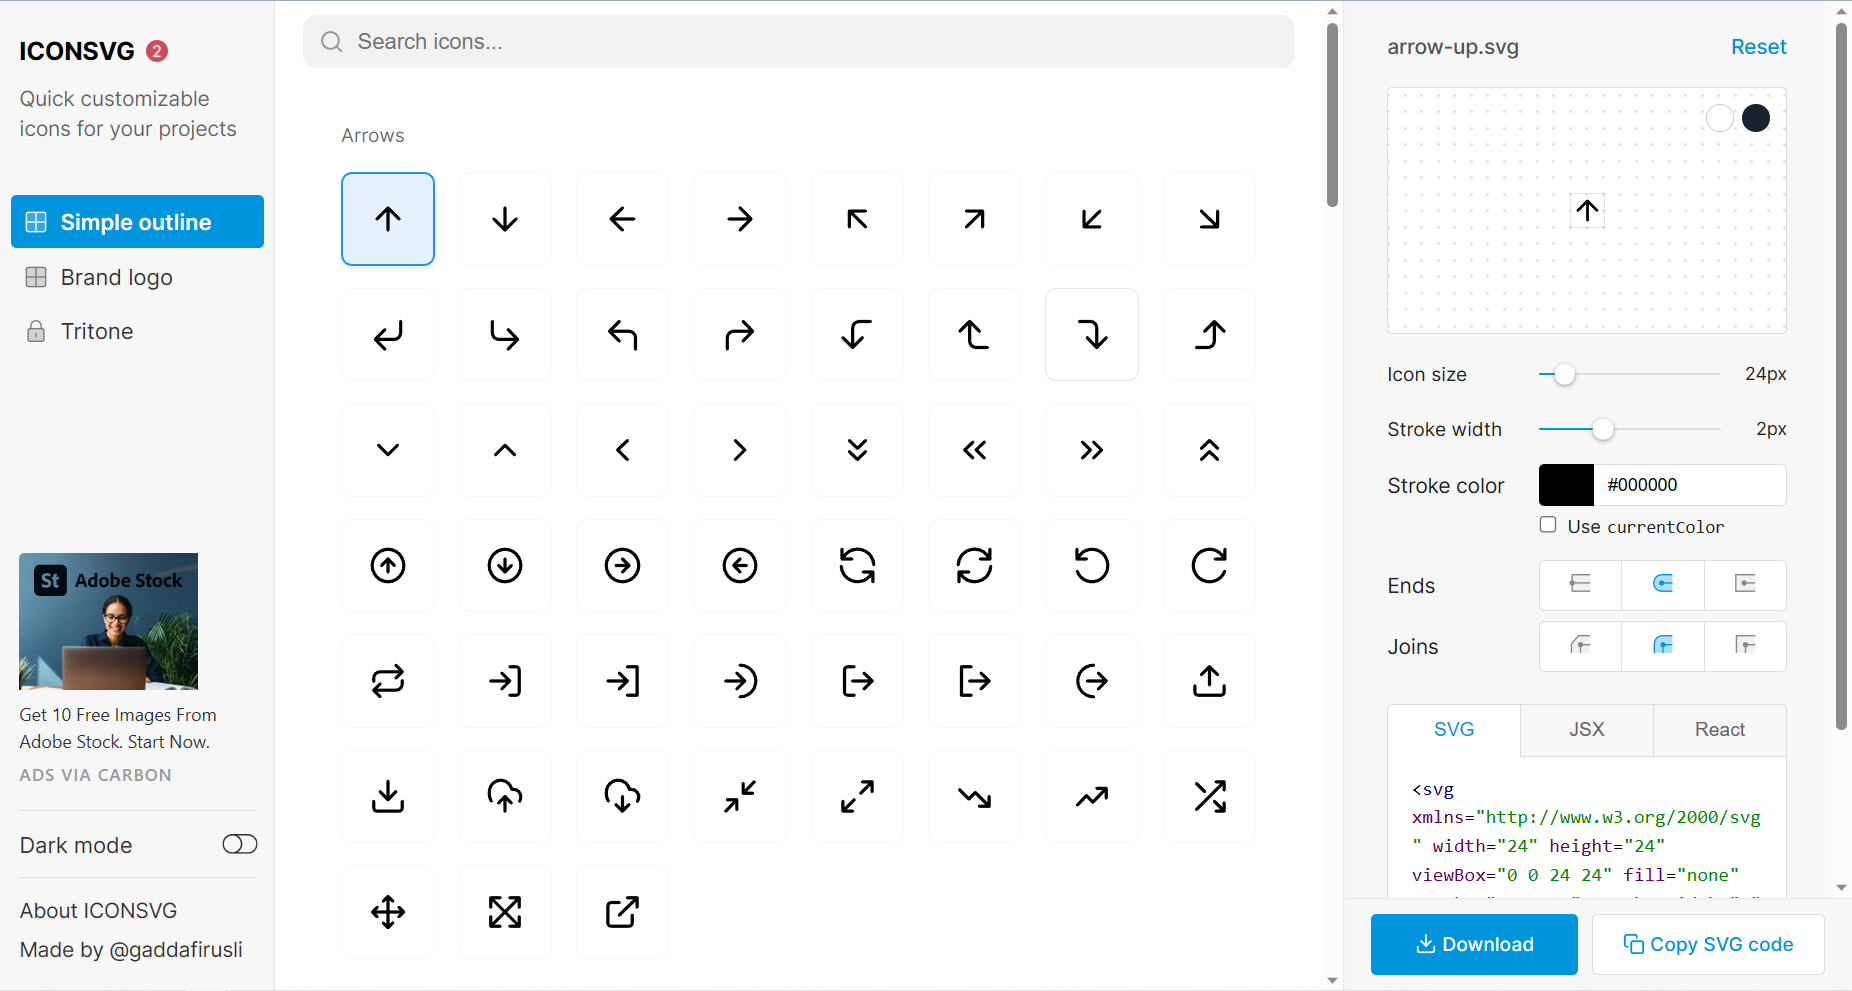 ICONSVG 2
Quick customizable
icons for your projects
Simple outline
Brand logo
Tritone
St Adobe Stock
Get 10 Free Images From
Adobe Stock. Start Now.
ADS VIA CARBON
Dark mode
About ICONSVG
Made by @gaddafirusli
Search icons...
Arrows
arrow-up.svg
Reset
Icon size
24px
Stroke width
2px
Stroke color
#000000
Use currentColor
Ends
Joins
SVG
JSX
React
<svg
xmlns="http://www.w3.org/2000/svg
" width="24" height="24"
viewBox="0 0 24 24" fill="none"
Download
Copy SVG code